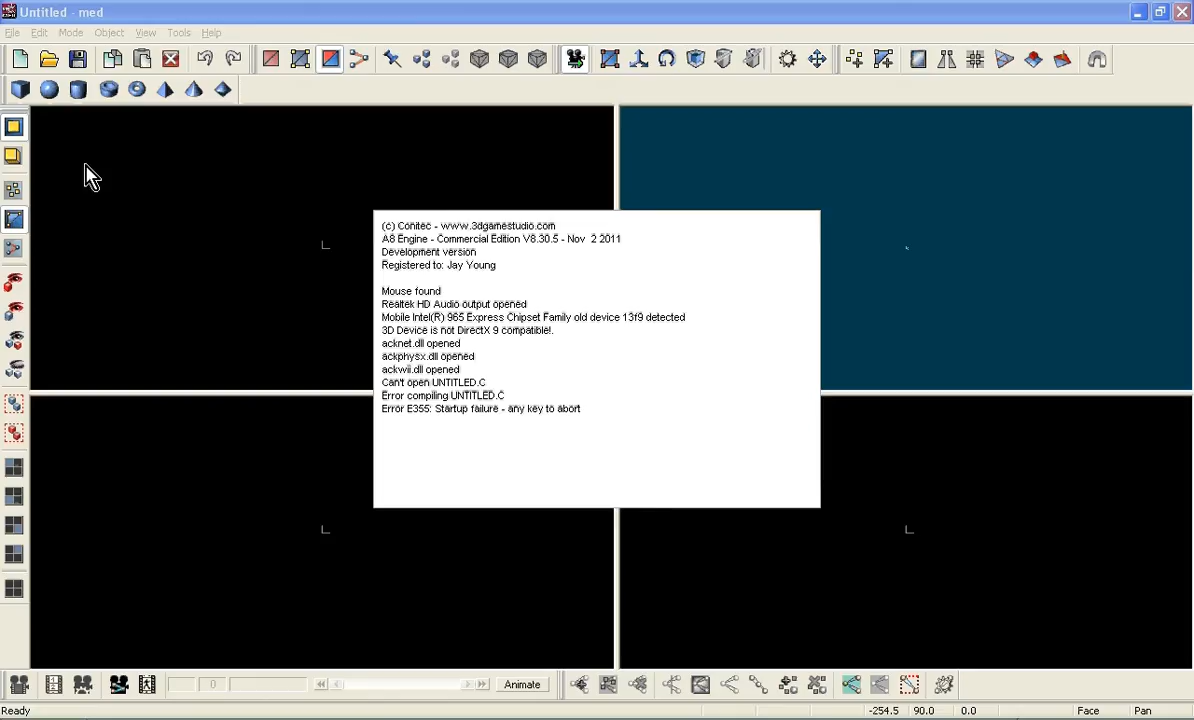 Untitled - med
File Edit Mode Object View Tools Help
(c) Conitec - www.3dgamestudio.com
A8 Engine - Commercial Edition V8.30.5 - Nov 2 2011
Development version
Registered to: Jay Young
Mouse found
Realtek HD Audio output opened
Mobile Intel(R) 965 Express Chipset Family old device 13f9 detected
3D Device is not DirectX 9 compatible!.
acknet.dll opened
ackphysx.dll opened
ackwii.dll opened
Can't open UNTITLED.C
Error compiling UNTITLED.C
Error E355: Startup failure - any key to abort
0 Animate
Ready -254.5 90.0 0.0 Face Pan